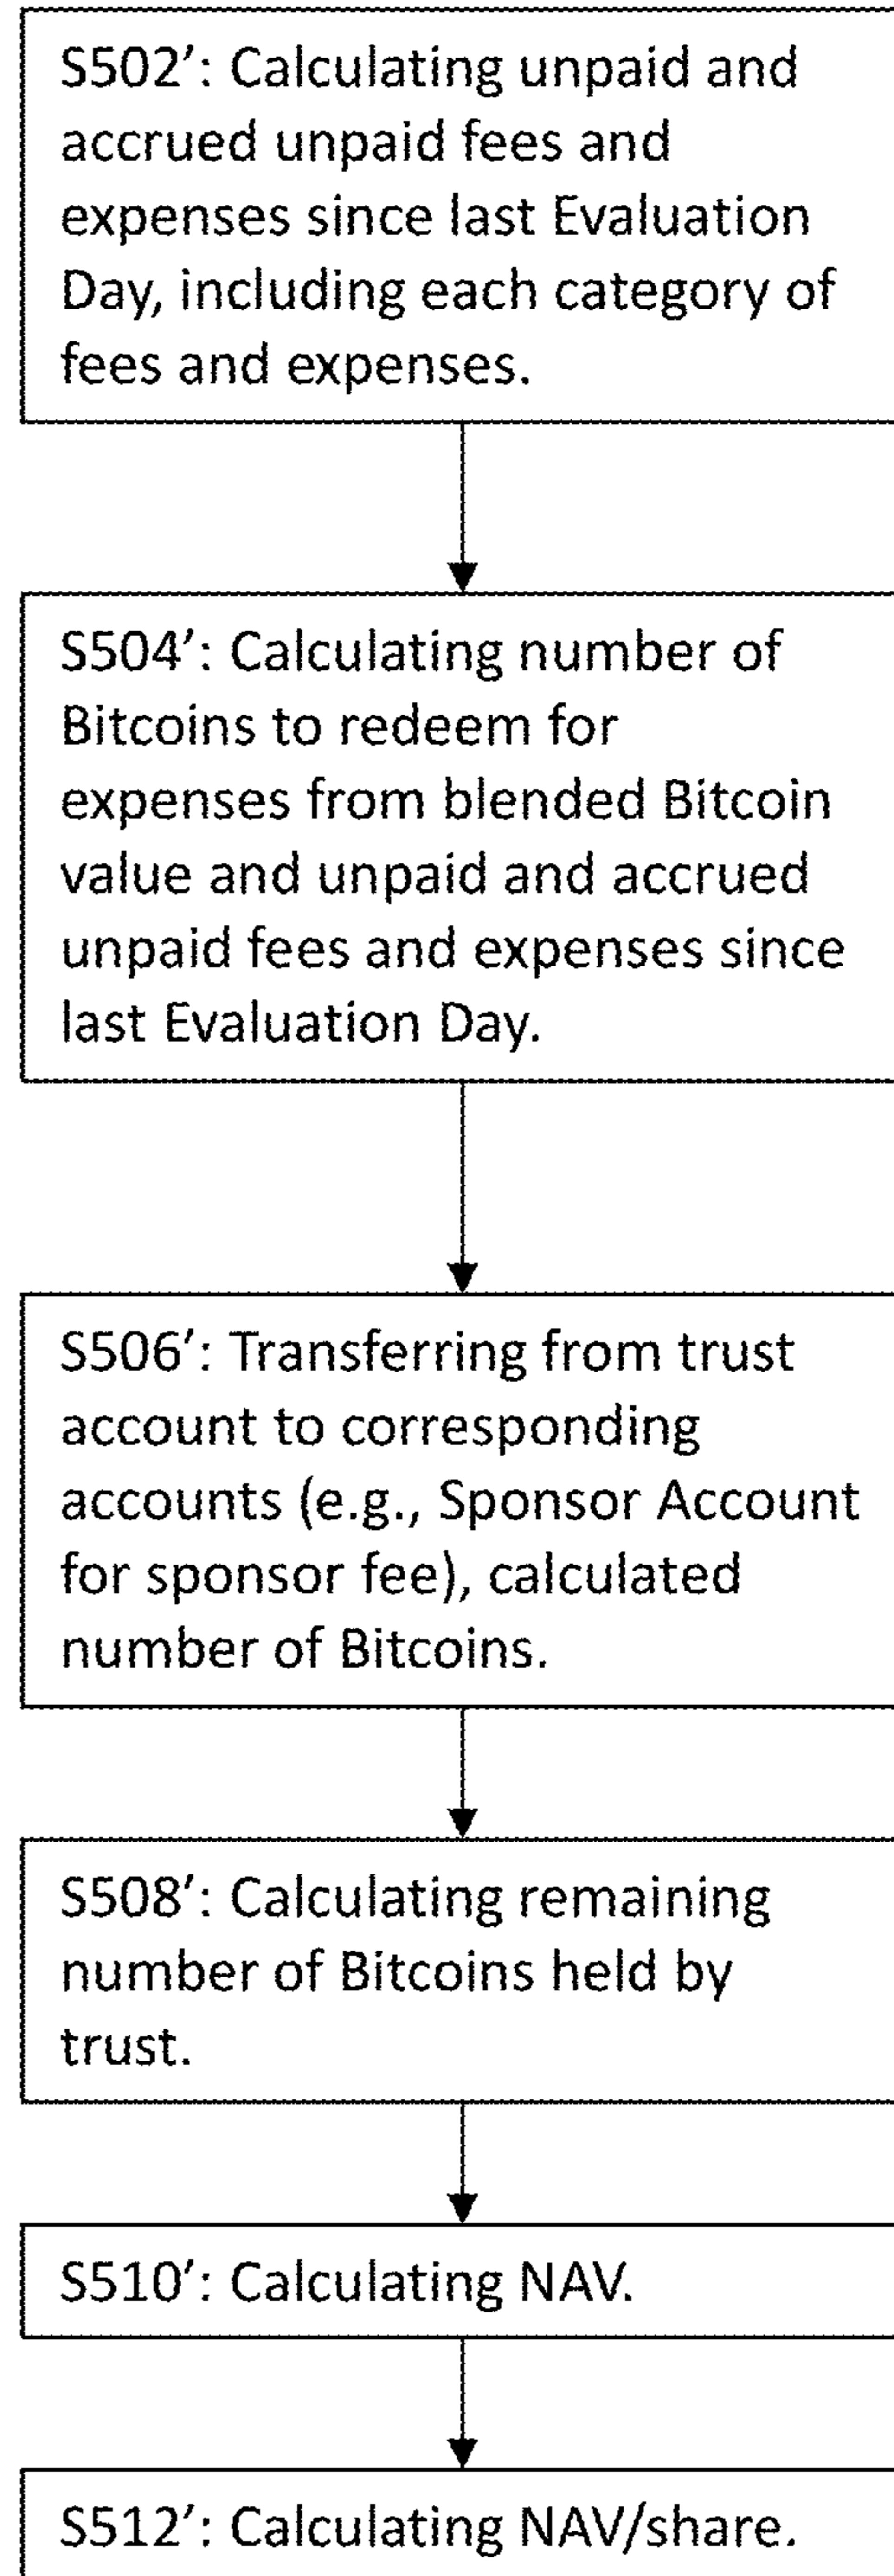 S502’: Calculating unpaid and
accrued unpaid fees and
expenses since last Evaluation
Day, including each category of
fees and expenses.
S504’: Calculating number of
Bitcoins to redeem for
expenses from blended Bitcoin
value and unpaid and accrued
unpaid fees and expenses since
last Evaluation Day.
S506’: Transferring from trust
account to corresponding
accounts (e.g., Sponsor Account
for sponsor fee), calculated
number of Bitcoins.
S508’: Calculating remaining
number of Bitcoins held by
trust.
S510’: Calculating NAV.
S512’: Calculating NAV/share.